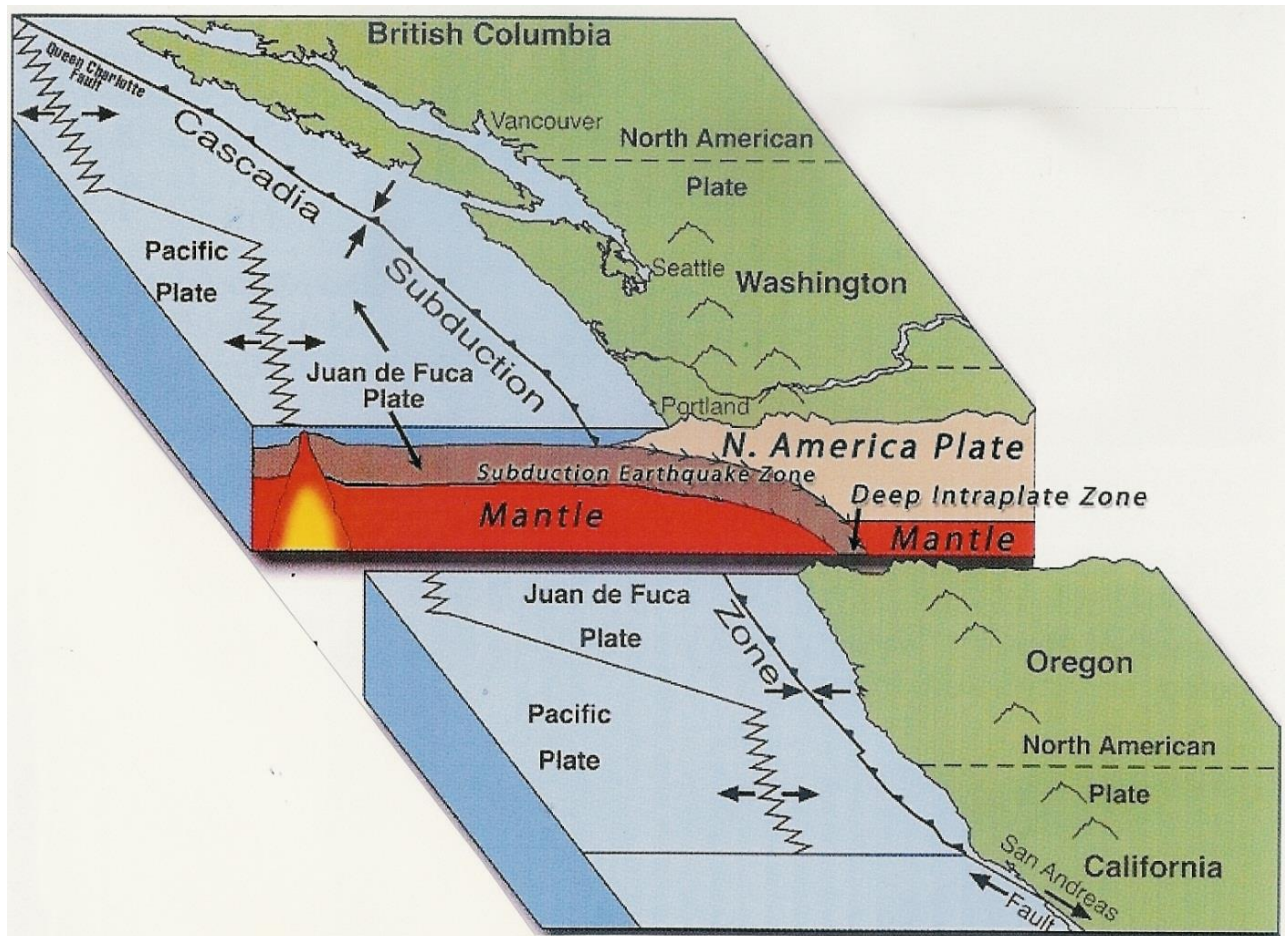 British Columbia
Queen Charlotte
Fault
Vancouver
North American
Plate
Cascadia
Subduction
Pacific
Plate
Seattle
Washington
Juan de Fuca
Plate
Portland
N. America Plate
Subduction Earthquake Zone
Deep Intraplate Zone
Mantle
Mantle
Juan de Fuca
Plate
Zone
Oregon
Pacific
Plate
North American
Plate
San Andreas
Fault
California